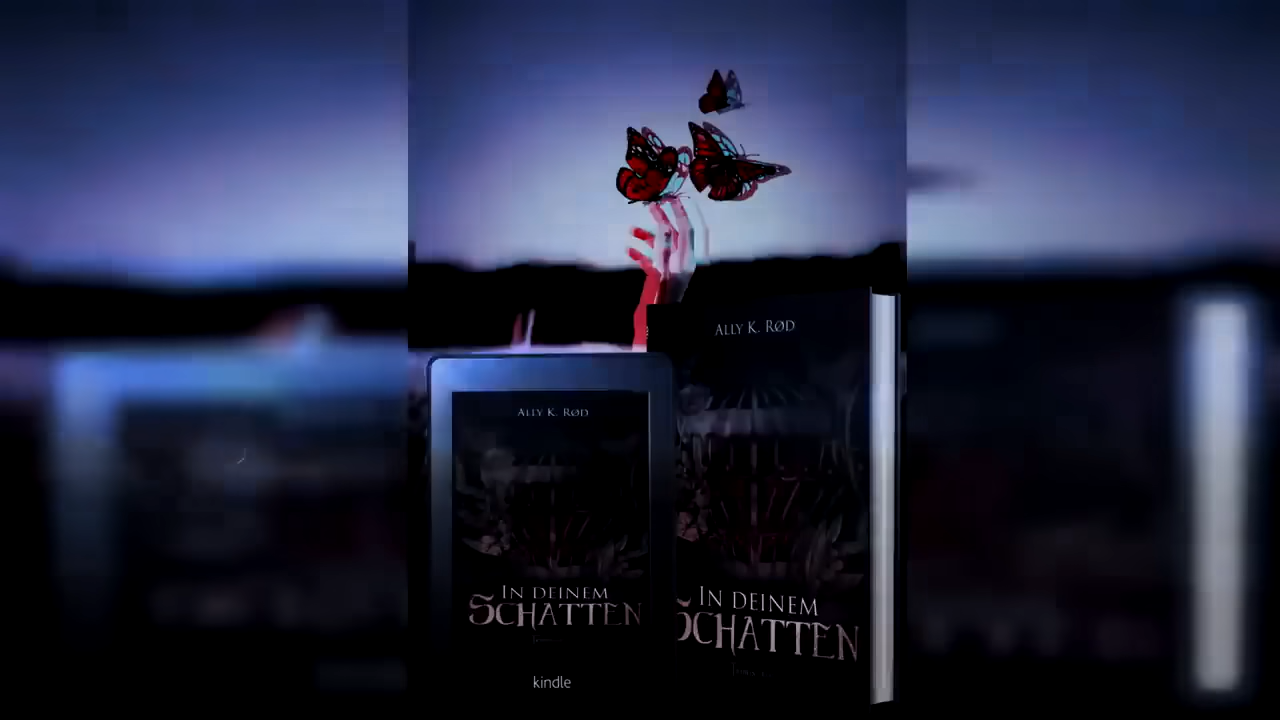 ALLY K. RØD
IN DEINEM
SCHATTEN
kindle
ALLY K. RØD
IN DEINEM
SCHATTEN